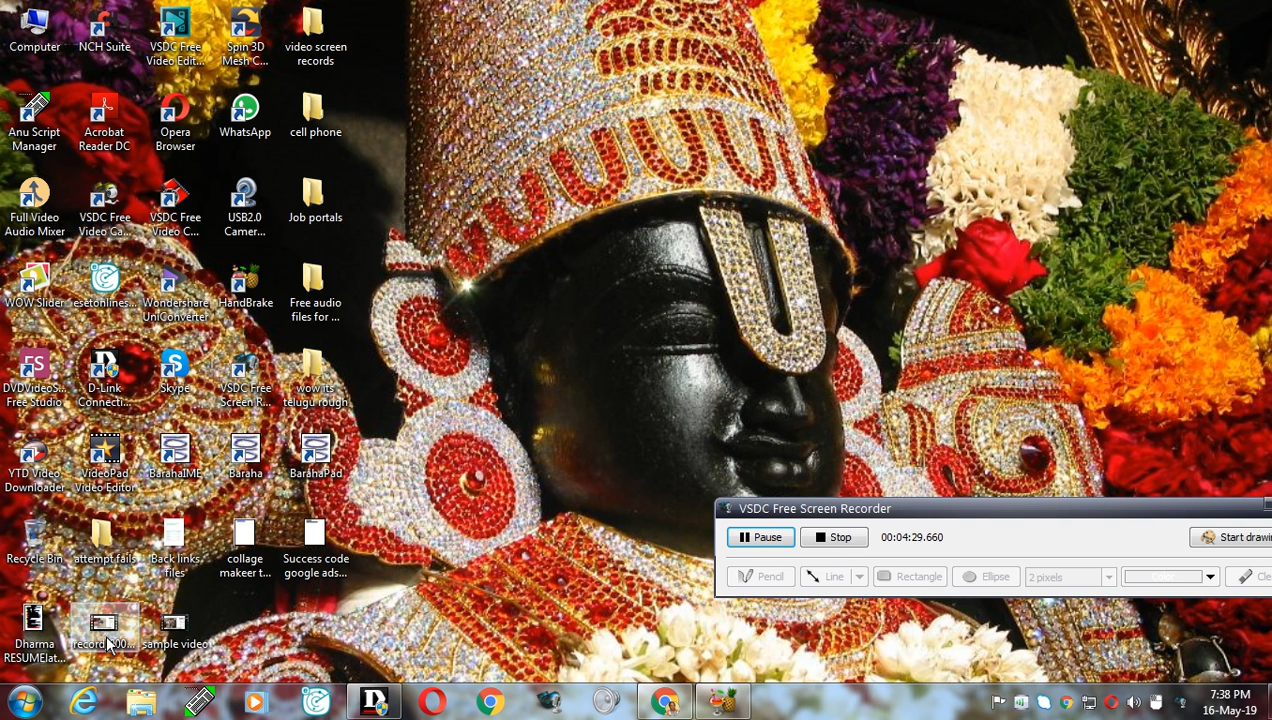 Computer
NCH Suite
VSDC Free
Video Edit...
Spin 3D
Mesh C...
video screen
records
Anu Script
Manager
Acrobat
Reader DC
Opera
Browser
WhatsApp
cell phone
Full Video
Audio Mixer
VSDC Free
Video Ca...
VSDC Free
Video C...
USB2.0
Camer...
Job portals
WOW Slider
esetonlines...
Wondershare
UniConverter
HandBrake
Free audio
files for ...
DVDVideoS...
Free Studio
D-Link
Connecti...
Skype
VSDC Free
Screen R...
wow its
telugu rough
YTD Video
Downloader
VideoPad
Video Editor
BarahaIME
Baraha
BarahaPad
Recycle Bin
attempt fails
Back links
files
collage
makeer t...
Success code
google ads...
Dharma
RESUMElat...
sample video
VSDC Free Screen Recorder
Pause
Stop
00:04:29.660
Start drawin
Pencil
Line
Rectangle
Ellipse
2 pixels
Color
Cle
7:38 PM
16-May-19